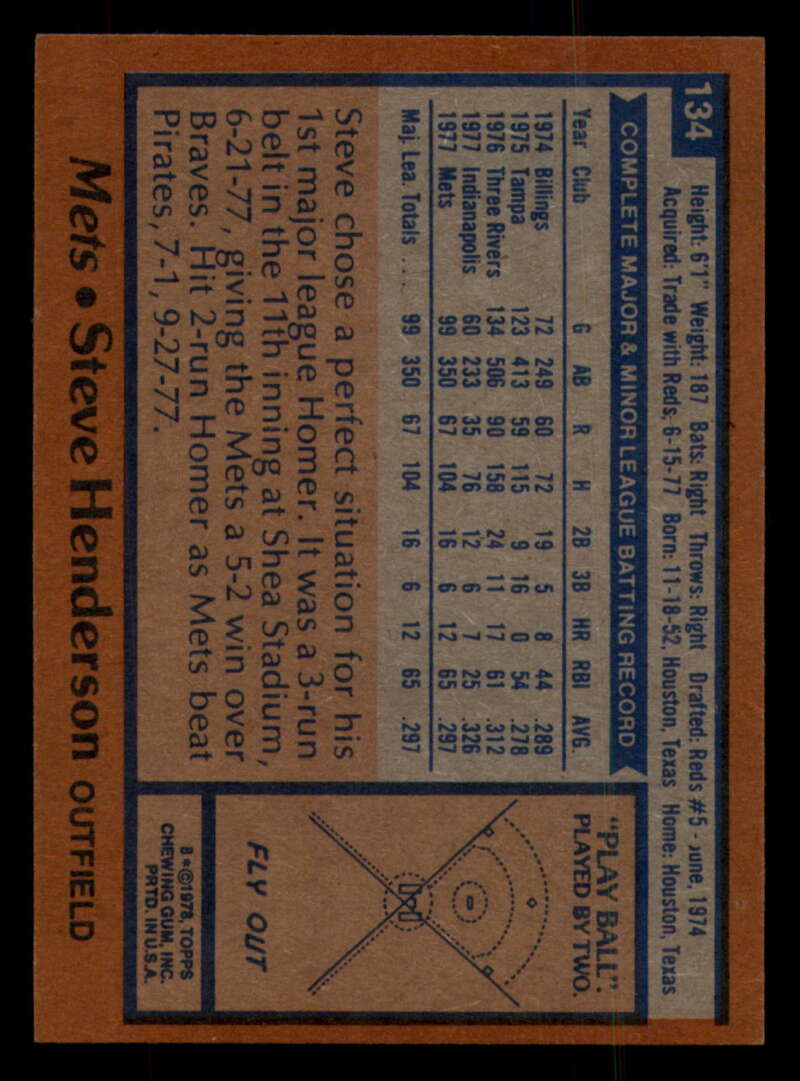 134
Height: 6'1" Weight: 187 Bats: Right Throws: Right Drafted: Reds #5 - June, 1974
Acquired: Trade with Reds, 6-15-77 Born: 11-18-52, Houston, Texas Home: Houston, Texas
COMPLETE MAJOR & MINOR LEAGUE BATTING RECORD
Year Club G AB R H 2B 3B HR RBI AVG.
1974 Billings 72 249 60 72 19 5 8 44 .289
1975 Tampa 123 413 59 115 9 16 0 54 .278
1976 Three Rivers 134 506 90 158 24 11 17 61 .312
1977 Indianapolis 60 233 35 76 12 6 7 25 .326
1977 Mets 99 350 67 104 16 6 12 65 .297
Maj. Lea. Totals . . . 99 350 67 104 16 6 12 65 .297
Steve chose a perfect situation for his
1st major league Homer. It was a 3-run
belt in the 11th inning at Shea Stadium,
6-21-77, giving the Mets a 5-2 win over
Braves. Hit 2-run Homer as Mets beat
Pirates, 7-1, 9-27-77.
"PLAY BALL".
PLAYED BY TWO.
FLY OUT
B *©1978, TOPPS
CHEWING GUM, INC.
PRTD. IN U.S.A.
Mets • Steve Henderson OUTFIELD